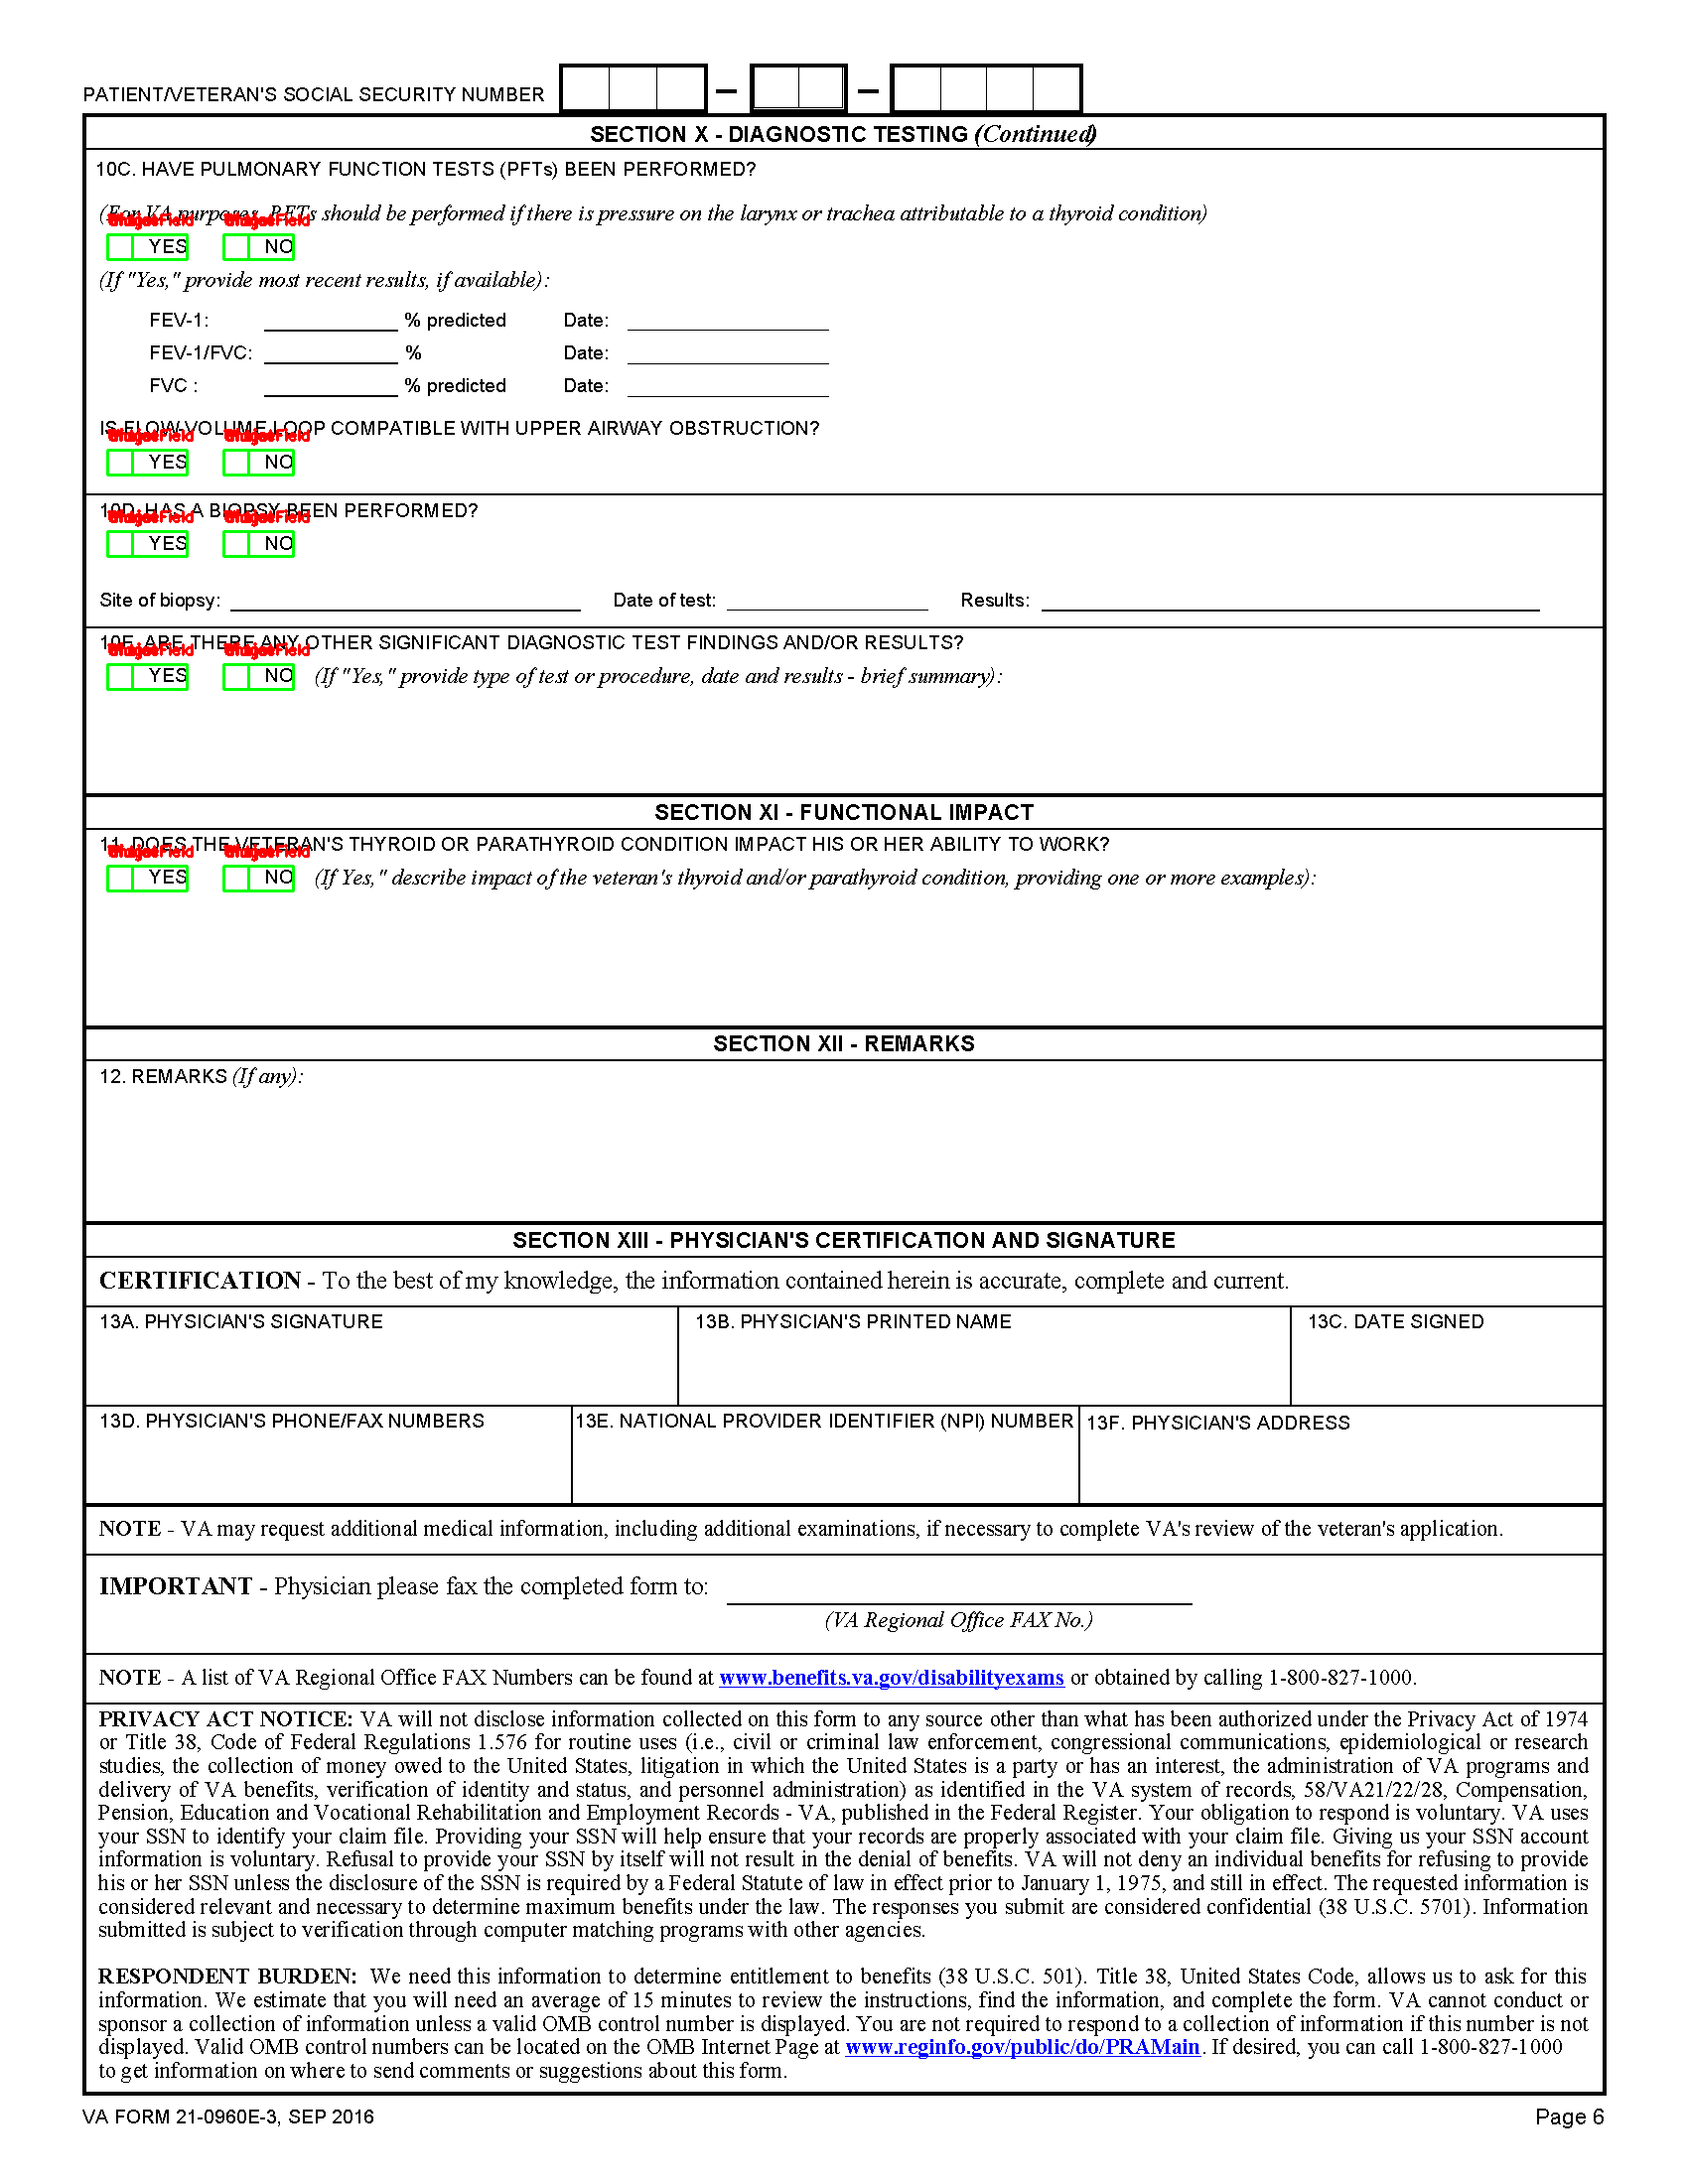 PATIENT/VETERAN'S SOCIAL SECURITY NUMBER
SECTION X - DIAGNOSTIC TESTING (Continued)
10C. HAVE PULMONARY FUNCTION TESTS (PFTs) BEEN PERFORMED?
(For VA purposes, PFTs should be performed if there is pressure on the larynx or trachea attributable to a thyroid condition)
YES NO
(If "Yes," provide most recent results, if available):
FEV-1: % predicted Date:
FEV-1/FVC: % Date:
FVC : % predicted Date:
IS FLOW-VOLUME LOOP COMPATIBLE WITH UPPER AIRWAY OBSTRUCTION?
YES NO
10D. HAS A BIOPSY BEEN PERFORMED?
YES NO
Site of biopsy: Date of test: Results:
10E. ARE THERE ANY OTHER SIGNIFICANT DIAGNOSTIC TEST FINDINGS AND/OR RESULTS?
YES NO (If "Yes," provide type of test or procedure, date and results - brief summary):
SECTION XI - FUNCTIONAL IMPACT
11. DOES THE VETERAN'S THYROID OR PARATHYROID CONDITION IMPACT HIS OR HER ABILITY TO WORK?
YES NO (If Yes," describe impact of the veteran's thyroid and/or parathyroid condition, providing one or more examples):
SECTION XII - REMARKS
12. REMARKS (If any):
SECTION XIII - PHYSICIAN'S CERTIFICATION AND SIGNATURE
CERTIFICATION - To the best of my knowledge, the information contained herein is accurate, complete and current.
13A. PHYSICIAN'S SIGNATURE 13B. PHYSICIAN'S PRINTED NAME 13C. DATE SIGNED
13D. PHYSICIAN'S PHONE/FAX NUMBERS 13E. NATIONAL PROVIDER IDENTIFIER (NPI) NUMBER 13F. PHYSICIAN'S ADDRESS
NOTE - VA may request additional medical information, including additional examinations, if necessary to complete VA's review of the veteran's application.
IMPORTANT - Physician please fax the completed form to:
(VA Regional Office FAX No.)
NOTE - A list of VA Regional Office FAX Numbers can be found at www.benefits.va.gov/disabilityexams or obtained by calling 1-800-827-1000.
PRIVACY ACT NOTICE: VA will not disclose information collected on this form to any source other than what has been authorized under the Privacy Act of 1974
or Title 38, Code of Federal Regulations 1.576 for routine uses (i.e., civil or criminal law enforcement, congressional communications, epidemiological or research
studies, the collection of money owed to the United States, litigation in which the United States is a party or has an interest, the administration of VA programs and
delivery of VA benefits, verification of identity and status, and personnel administration) as identified in the VA system of records, 58/VA21/22/28, Compensation,
Pension, Education and Vocational Rehabilitation and Employment Records - VA, published in the Federal Register. Your obligation to respond is voluntary. VA uses
your SSN to identify your claim file. Providing your SSN will help ensure that your records are properly associated with your claim file. Giving us your SSN account
information is voluntary. Refusal to provide your SSN by itself will not result in the denial of benefits. VA will not deny an individual benefits for refusing to provide
his or her SSN unless the disclosure of the SSN is required by a Federal Statute of law in effect prior to January 1, 1975, and still in effect. The requested information is
considered relevant and necessary to determine maximum benefits under the law. The responses you submit are considered confidential (38 U.S.C. 5701). Information
submitted is subject to verification through computer matching programs with other agencies.
RESPONDENT BURDEN: We need this information to determine entitlement to benefits (38 U.S.C. 501). Title 38, United States Code, allows us to ask for this
information. We estimate that you will need an average of 15 minutes to review the instructions, find the information, and complete the form. VA cannot conduct or
sponsor a collection of information unless a valid OMB control number is displayed. You are not required to respond to a collection of information if this number is not
displayed. Valid OMB control numbers can be located on the OMB Internet Page at www.reginfo.gov/public/do/PRAMain. If desired, you can call 1-800-827-1000
to get information on where to send comments or suggestions about this form.
VA FORM 21-0960E-3, SEP 2016 Page 6